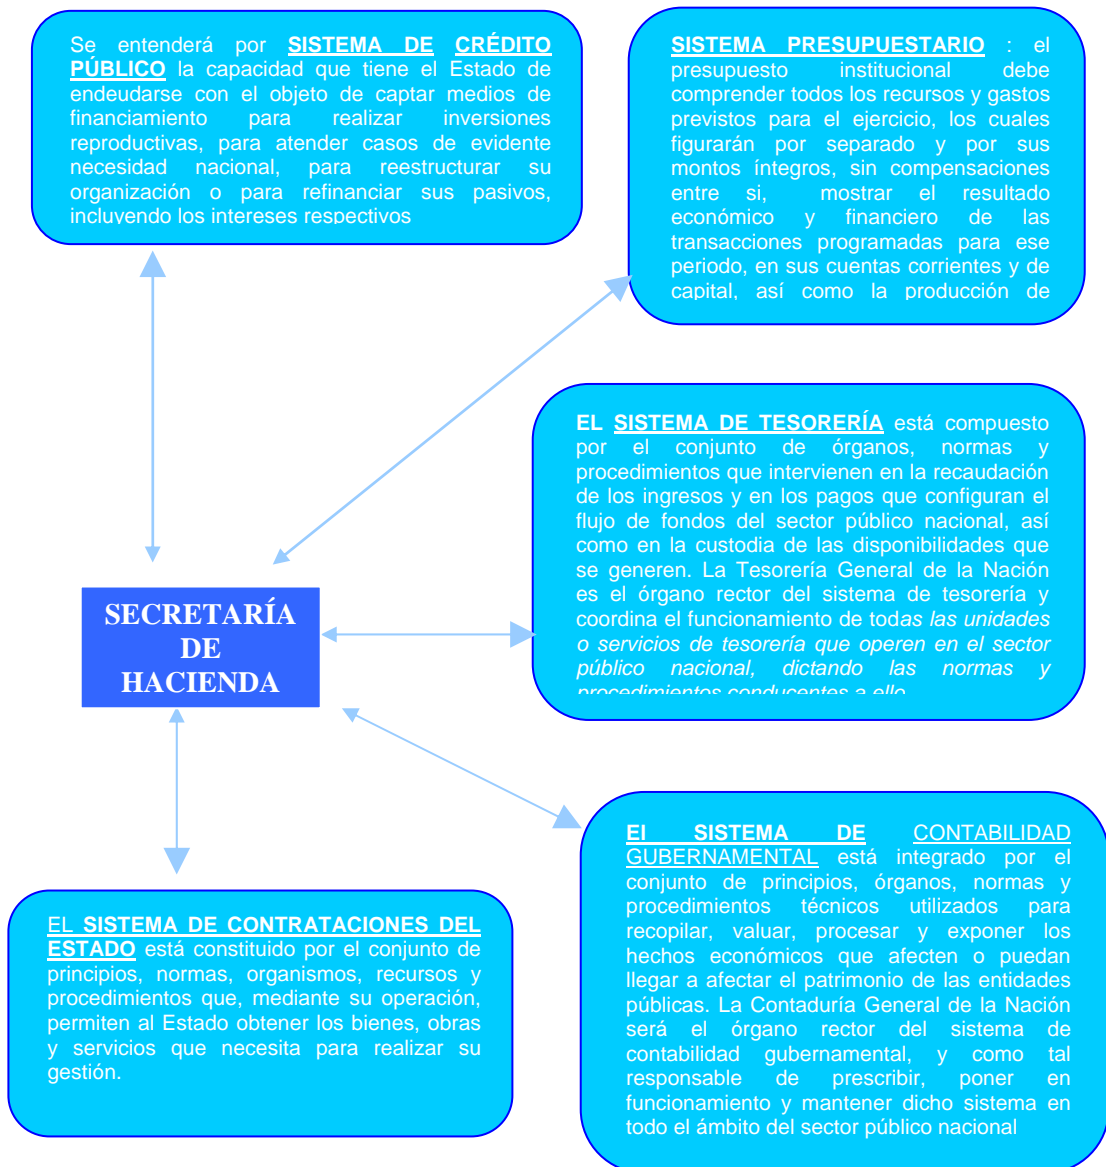 Se entenderá por SISTEMA DE CRÉDITO
PÚBLICO la capacidad que tiene el Estado de
endeudarse con el objeto de captar medios de
financiamiento para realizar inversiones
reproductivas, para atender casos de evidente
necesidad nacional, para reestructurar su
organización o para refinanciar sus pasivos,
incluyendo los intereses respectivos
SISTEMA PRESUPUESTARIO : el
presupuesto institucional debe
comprender todos los recursos y gastos
previstos para el ejercicio, los cuales
figurarán por separado y por sus
montos íntegros, sin compensaciones
entre si, mostrar el resultado
económico y financiero de las
transacciones programadas para ese
periodo, en sus cuentas corrientes y de
capital, así como la producción de
EL SISTEMA DE TESORERÍA está compuesto
por el conjunto de órganos, normas y
procedimientos que intervienen en la recaudación
de los ingresos y en los pagos que configuran el
flujo de fondos del sector público nacional, así
como en la custodia de las disponibilidades que
se generen. La Tesorería General de la Nación
es el órgano rector del sistema de tesorería y
coordina el funcionamiento de todas las unidades
o servicios de tesorería que operen en el sector
público nacional, dictando las normas y
procedimientos conducentes a ello
SECRETARÍA
DE
HACIENDA
El SISTEMA DE CONTABILIDAD
GUBERNAMENTAL está integrado por el
conjunto de principios, órganos, normas y
procedimientos técnicos utilizados para
recopilar, valuar, procesar y exponer los
hechos económicos que afecten o puedan
llegar a afectar el patrimonio de las entidades
públicas. La Contaduría General de la Nación
será el órgano rector del sistema de
contabilidad gubernamental, y como tal
responsable de prescribir, poner en
funcionamiento y mantener dicho sistema en
todo el ámbito del sector público nacional
EL SISTEMA DE CONTRATACIONES DEL
ESTADO está constituido por el conjunto de
principios, normas, organismos, recursos y
procedimientos que, mediante su operación,
permiten al Estado obtener los bienes, obras
y servicios que necesita para realizar su
gestión.